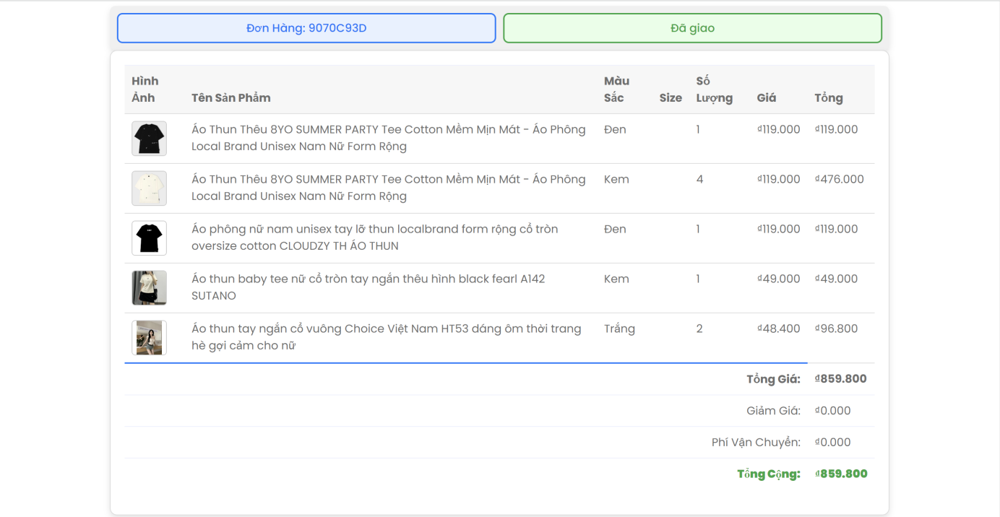 Đơn Hàng: 9070C93D
Đã giao
Hình Ảnh Tên Sản Phẩm Màu Sắc Size Số Lượng Giá Tổng
Áo Thun Thêu 8YO SUMMER PARTY Tee Cotton Mềm Mịn Mát - Áo Phông Đen 1 ₫119.000 ₫119.000
Local Brand Unisex Nam Nữ Form Rộng
Áo Thun Thêu 8YO SUMMER PARTY Tee Cotton Mềm Mịn Mát - Áo Phông Kem 4 ₫119.000 ₫476.000
Local Brand Unisex Nam Nữ Form Rộng
Áo phông nữ nam unisex tay lỡ thun localbrand form rộng cổ tròn Đen 1 ₫119.000 ₫119.000
oversize cotton CLOUDZY TH ÁO THUN
Áo thun baby tee nữ cổ tròn tay ngắn thêu hình black fearl A142 Kem 1 ₫49.000 ₫49.000
SUTANO
Áo thun tay ngắn cổ vuông Choice Việt Nam HT53 dáng ôm thời trang Trắng 2 ₫48.400 ₫96.800
hè gợi cảm cho nữ
Tổng Giá: ₫859.800
Giảm Giá: ₫0.000
Phí Vận Chuyển: ₫0.000
Tổng Cộng: ₫859.800